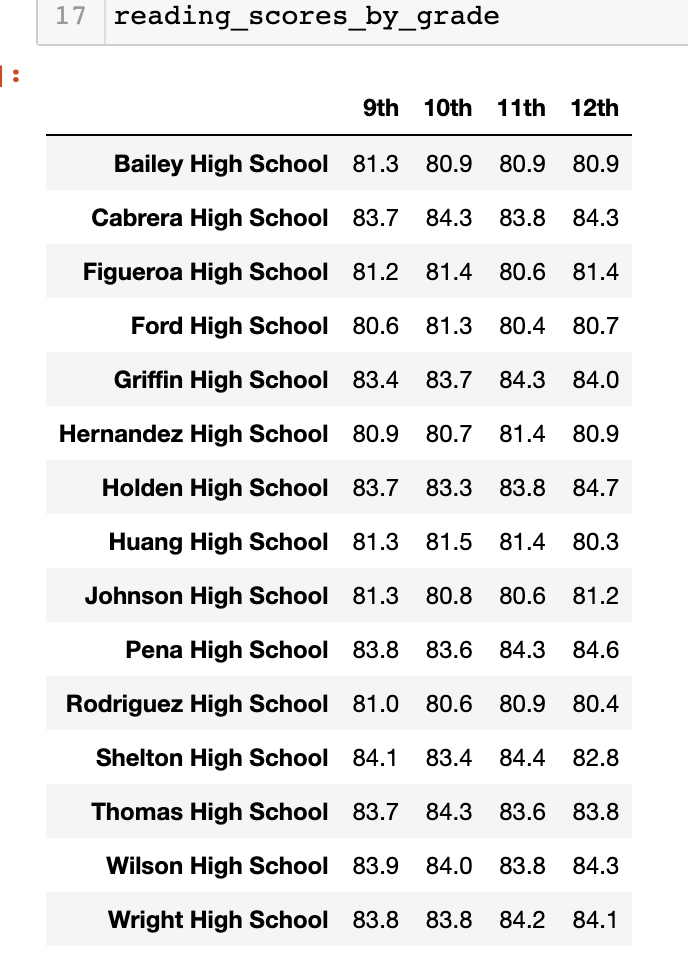 17 reading_scores_by_grade
]:
9th 10th 11th 12th
Bailey High School 81.3 80.9 80.9 80.9
Cabrera High School 83.7 84.3 83.8 84.3
Figueroa High School 81.2 81.4 80.6 81.4
Ford High School 80.6 81.3 80.4 80.7
Griffin High School 83.4 83.7 84.3 84.0
Hernandez High School 80.9 80.7 81.4 80.9
Holden High School 83.7 83.3 83.8 84.7
Huang High School 81.3 81.5 81.4 80.3
Johnson High School 81.3 80.8 80.6 81.2
Pena High School 83.8 83.6 84.3 84.6
Rodriguez High School 81.0 80.6 80.9 80.4
Shelton High School 84.1 83.4 84.4 82.8
Thomas High School 83.7 84.3 83.6 83.8
Wilson High School 83.9 84.0 83.8 84.3
Wright High School 83.8 83.8 84.2 84.1